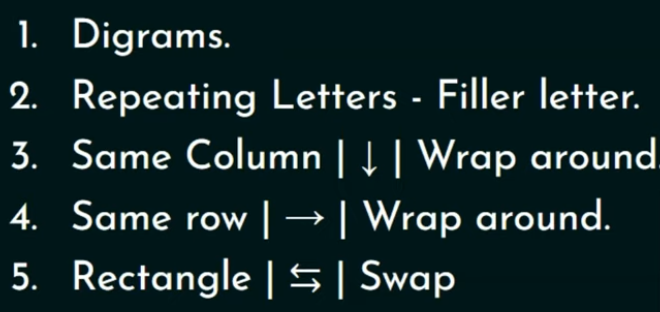 1. Digrams.
2. Repeating Letters - Filler letter.
3. Same Column | ↓ | Wrap around.
4. Same row | → | Wrap around.
5. Rectangle | ⇆ | Swap